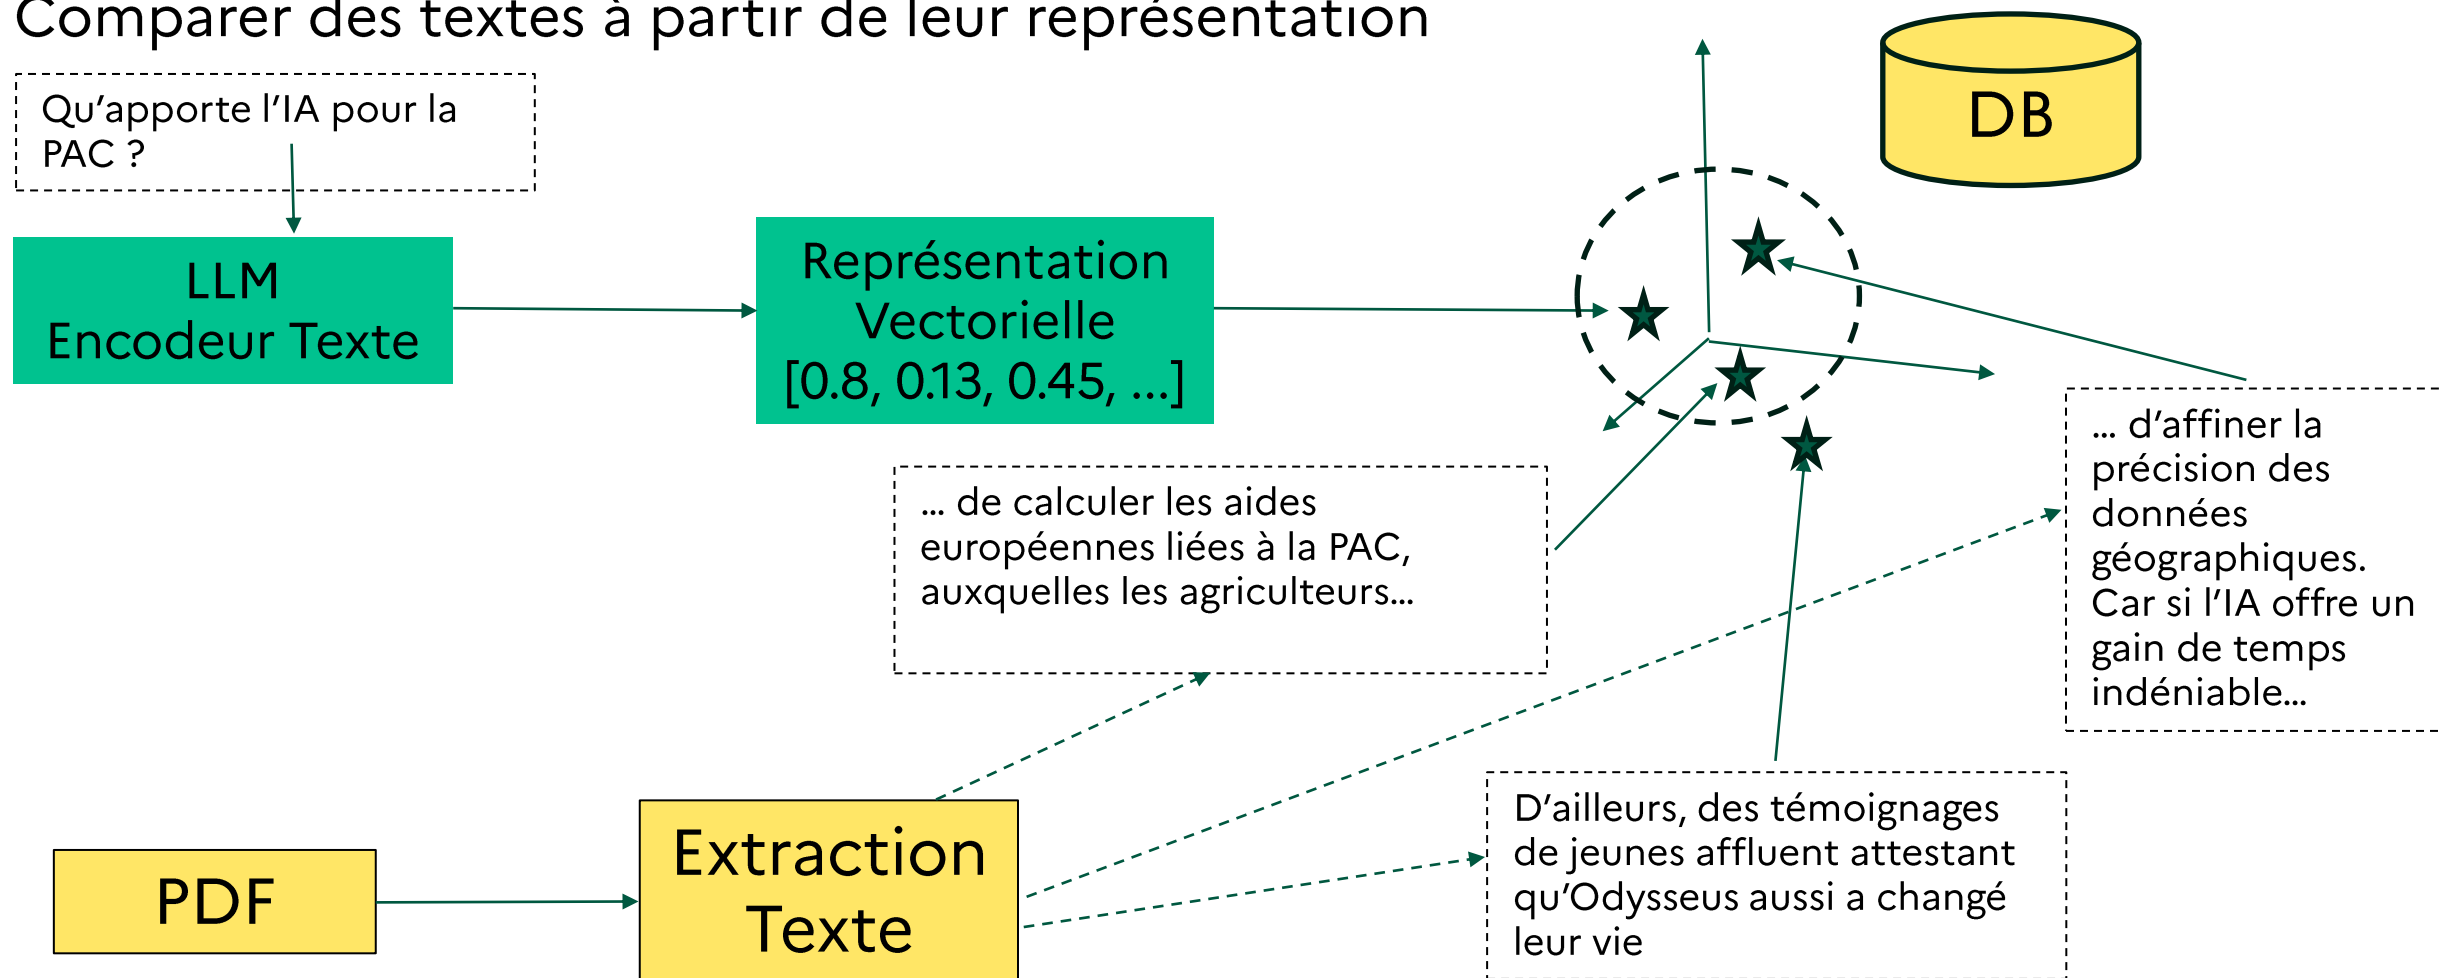 Comparer des textes à partir de leur représentation
Qu’apporte l’IA pour la
PAC ?
DB
LLM
Encodeur Texte
Représentation
Vectorielle
[0.8, 0.13, 0.45, ...]
... d’affiner la
précision des
données
géographiques.
Car si l’IA offre un
gain de temps
indéniable...
... de calculer les aides
européennes liées à la PAC,
auxquelles les agriculteurs...
D’ailleurs, des témoignages
de jeunes affluent attestant
qu’Odysseus aussi a changé
leur vie
PDF
Extraction
Texte